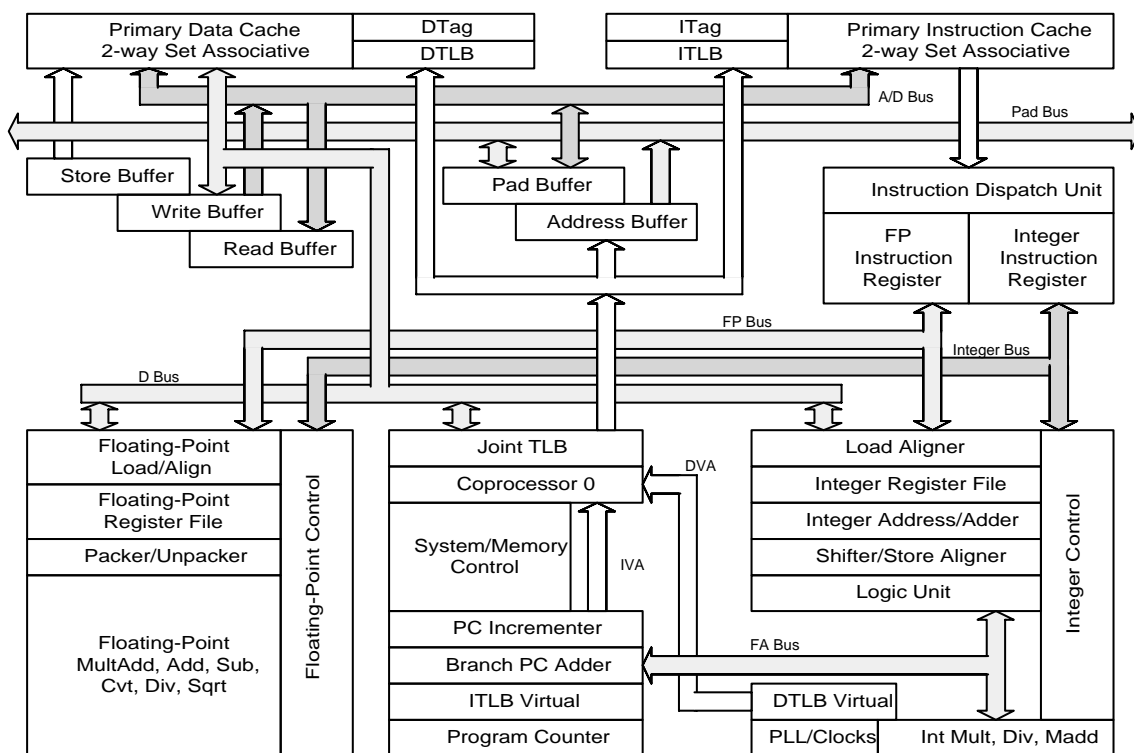 Primary Data Cache
2-way Set Associative
DTag
DTLB
ITag
ITLB
Primary Instruction Cache
2-way Set Associative
A/D Bus
Pad Bus
Store Buffer
Write Buffer
Read Buffer
Pad Buffer
Address Buffer
Instruction Dispatch Unit
FP
Instruction
Register
Integer
Instruction
Register
FP Bus
Integer Bus
D Bus
Floating-Point
Load/Align
Floating-Point
Register File
Packer/Unpacker
Floating-Point
MultAdd, Add, Sub,
Cvt, Div, Sqrt
Floating-Point Control
Joint TLB
Coprocessor 0
System/Memory
Control
IVA
DVA
PC Incrementer
Branch PC Adder
ITLB Virtual
Program Counter
Load Aligner
Integer Register File
Integer Address/Adder
Shifter/Store Aligner
Logic Unit
Integer Control
FA Bus
DTLB Virtual
PLL/Clocks
Int Mult, Div, Madd